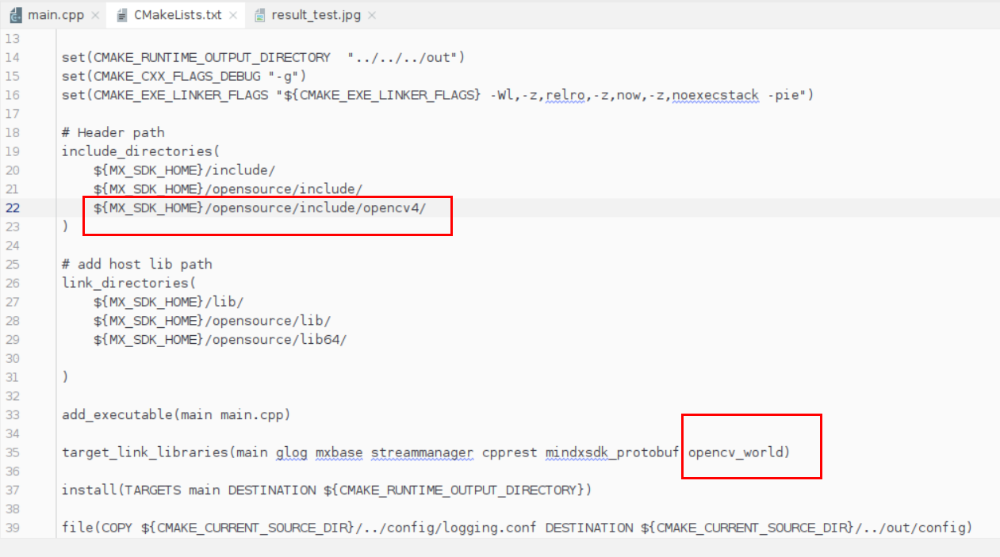 main.cpp CMakeLists.txt result_test.jpg
13
14 set(CMAKE_RUNTIME_OUTPUT_DIRECTORY  "../../../out")
15 set(CMAKE_CXX_FLAGS_DEBUG "-g")
16 set(CMAKE_EXE_LINKER_FLAGS "${CMAKE_EXE_LINKER_FLAGS} -Wl,-z,relro,-z,now,-z,noexecstack -pie")
17
18 # Header path
19 include_directories(
20     ${MX_SDK_HOME}/include/
21     ${MX_SDK_HOME}/opensource/include/
22     ${MX_SDK_HOME}/opensource/include/opencv4/
23 )
24
25 # add host lib path
26 link_directories(
27     ${MX_SDK_HOME}/lib/
28     ${MX_SDK_HOME}/opensource/lib/
29     ${MX_SDK_HOME}/opensource/lib64/
30
31 )
32
33 add_executable(main main.cpp)
34
35 target_link_libraries(main glog mxbase streammanager cpprest mindxsdk_protobuf opencv_world)
36
37 install(TARGETS main DESTINATION ${CMAKE_RUNTIME_OUTPUT_DIRECTORY})
38
39 file(COPY ${CMAKE_CURRENT_SOURCE_DIR}/../config/logging.conf DESTINATION ${CMAKE_CURRENT_SOURCE_DIR}/../out/config)